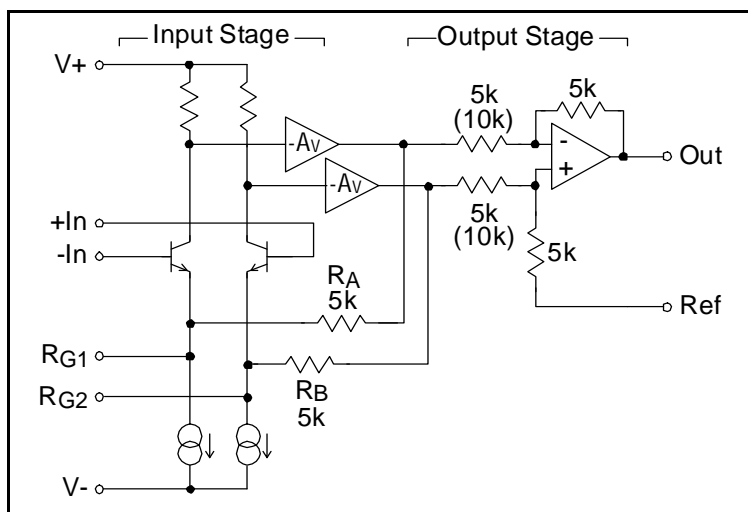 Input Stage
Output Stage
V+
5k
(10k)
5k
-AV
-AV
-
+
Out
+In
-In
5k
(10k)
5k
RA
5k
Ref
RG1
RG2
RB
5k
V-